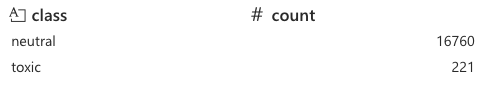 class # count
neutral 16760
toxic 221